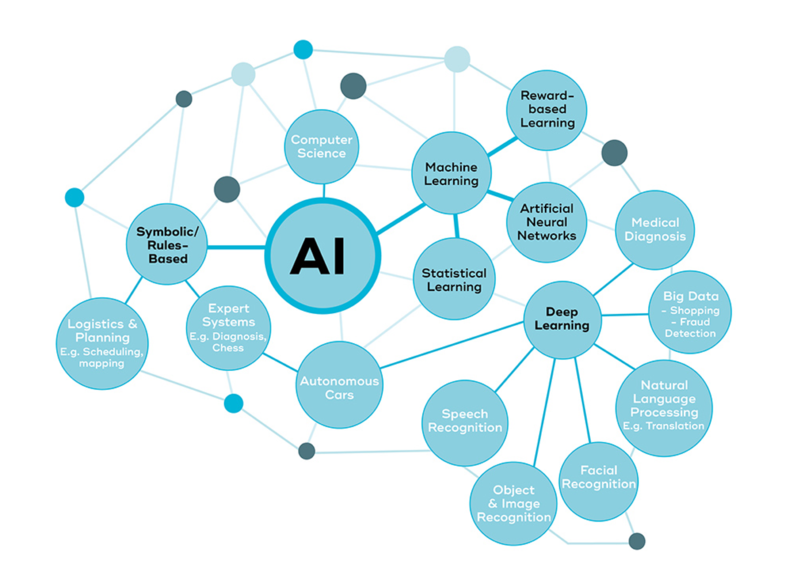 Reward-
based
Learning
Computer
Science
Machine
Learning
Symbolic/
Rules-
Based
AI
Artificial
Neural
Networks
Medical
Diagnosis
Statistical
Learning
Logistics &
Planning
E.g. Scheduling,
mapping
Expert
Systems
E.g. Diagnosis,
Chess
Deep
Learning
Big Data
- Shopping
- Fraud
Detection
Autonomous
Cars
Speech
Recognition
Natural
Language
Processing
E.g. Translation
Object
& Image
Recognition
Facial
Recognition